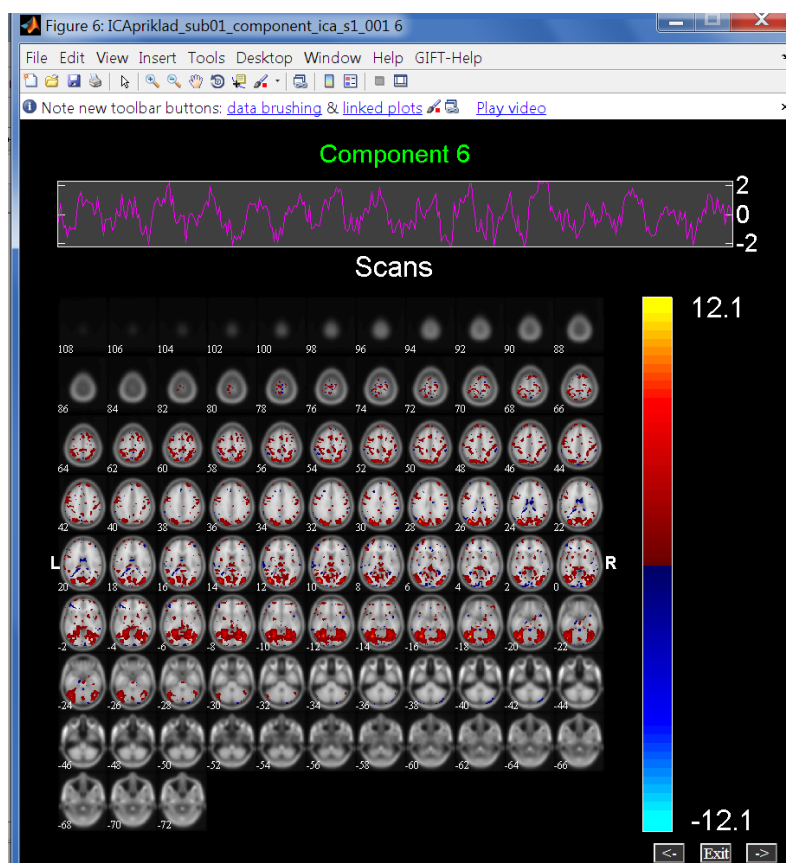 Figure 6: ICApriklad_sub01_component_ica_s1_001 6
File Edit View Insert Tools Desktop Window Help GIFT-Help
Note new toolbar buttons: data brushing & linked plots Play video
Component 6
2
0
-2
Scans
12.1
108 106 104 102 100 98 96 94 92 90 88
86 84 82 80 78 76 74 72 70 68 66
64 62 60 58 56 54 52 50 48 46 44
42 40 38 36 34 32 30 28 26 24 22
L R
20 18 16 14 12 10 8 6 4 2 0
-2 -4 -6 -8 -10 -12 -14 -16 -18 -20 -22
-24 -26 -28 -30 -32 -34 -36 -38 -40 -42 -44
-46 -48 -50 -52 -54 -56 -58 -60 -62 -64 -66
-68 -70 -72
-12.1
<- Exit ->